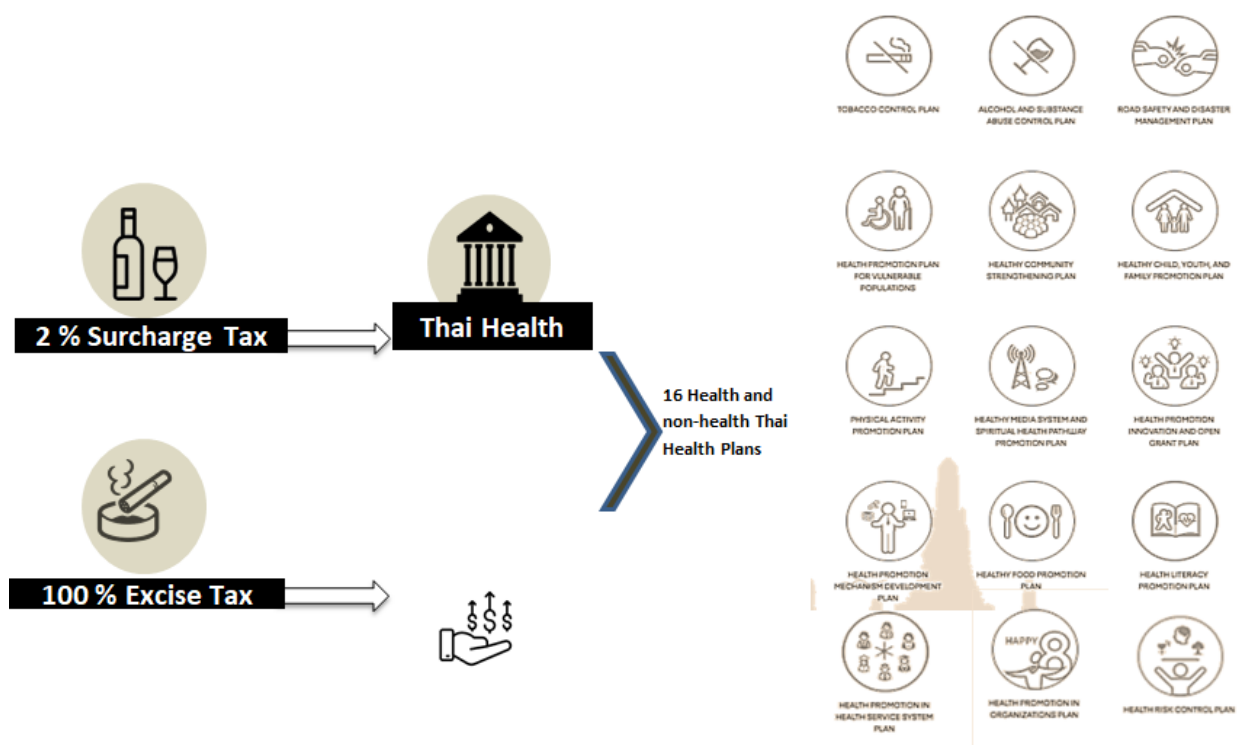 TOBACCO CONTROL PLAN
ALCOHOL AND SUBSTANCE
ABUSE CONTROL PLAN
ROAD SAFETY AND DISASTER
MANAGEMENT PLAN
HEALTH PROMOTION PLAN
FOR VULNERABLE
POPULATIONS
HEALTHY COMMUNITY
STRENGTHENING PLAN
HEALTHY CHILD, YOUTH, AND
FAMILY PROMOTION PLAN
2 % Surcharge Tax
Thai Health
16 Health and
non-health Thai
Health Plans
PHYSICAL ACTIVITY
PROMOTION PLAN
HEALTHY MEDIA SYSTEM AND
SPIRITUAL HEALTH PATHWAY
PROMOTION PLAN
HEALTH PROMOTION
INNOVATION AND OPEN
GRANT PLAN
100 % Excise Tax
$ $ $
HEALTH PROMOTION
MECHANISM DEVELOPMENT
PLAN
HEALTHY FOOD PROMOTION
PLAN
HEALTH LITERACY
PROMOTION PLAN
HEALTH PROMOTION IN
HEALTH SERVICE SYSTEM
PLAN
HAPPY
8
HEALTH PROMOTION IN
ORGANIZATIONS PLAN
HEALTH RISK CONTROL PLAN